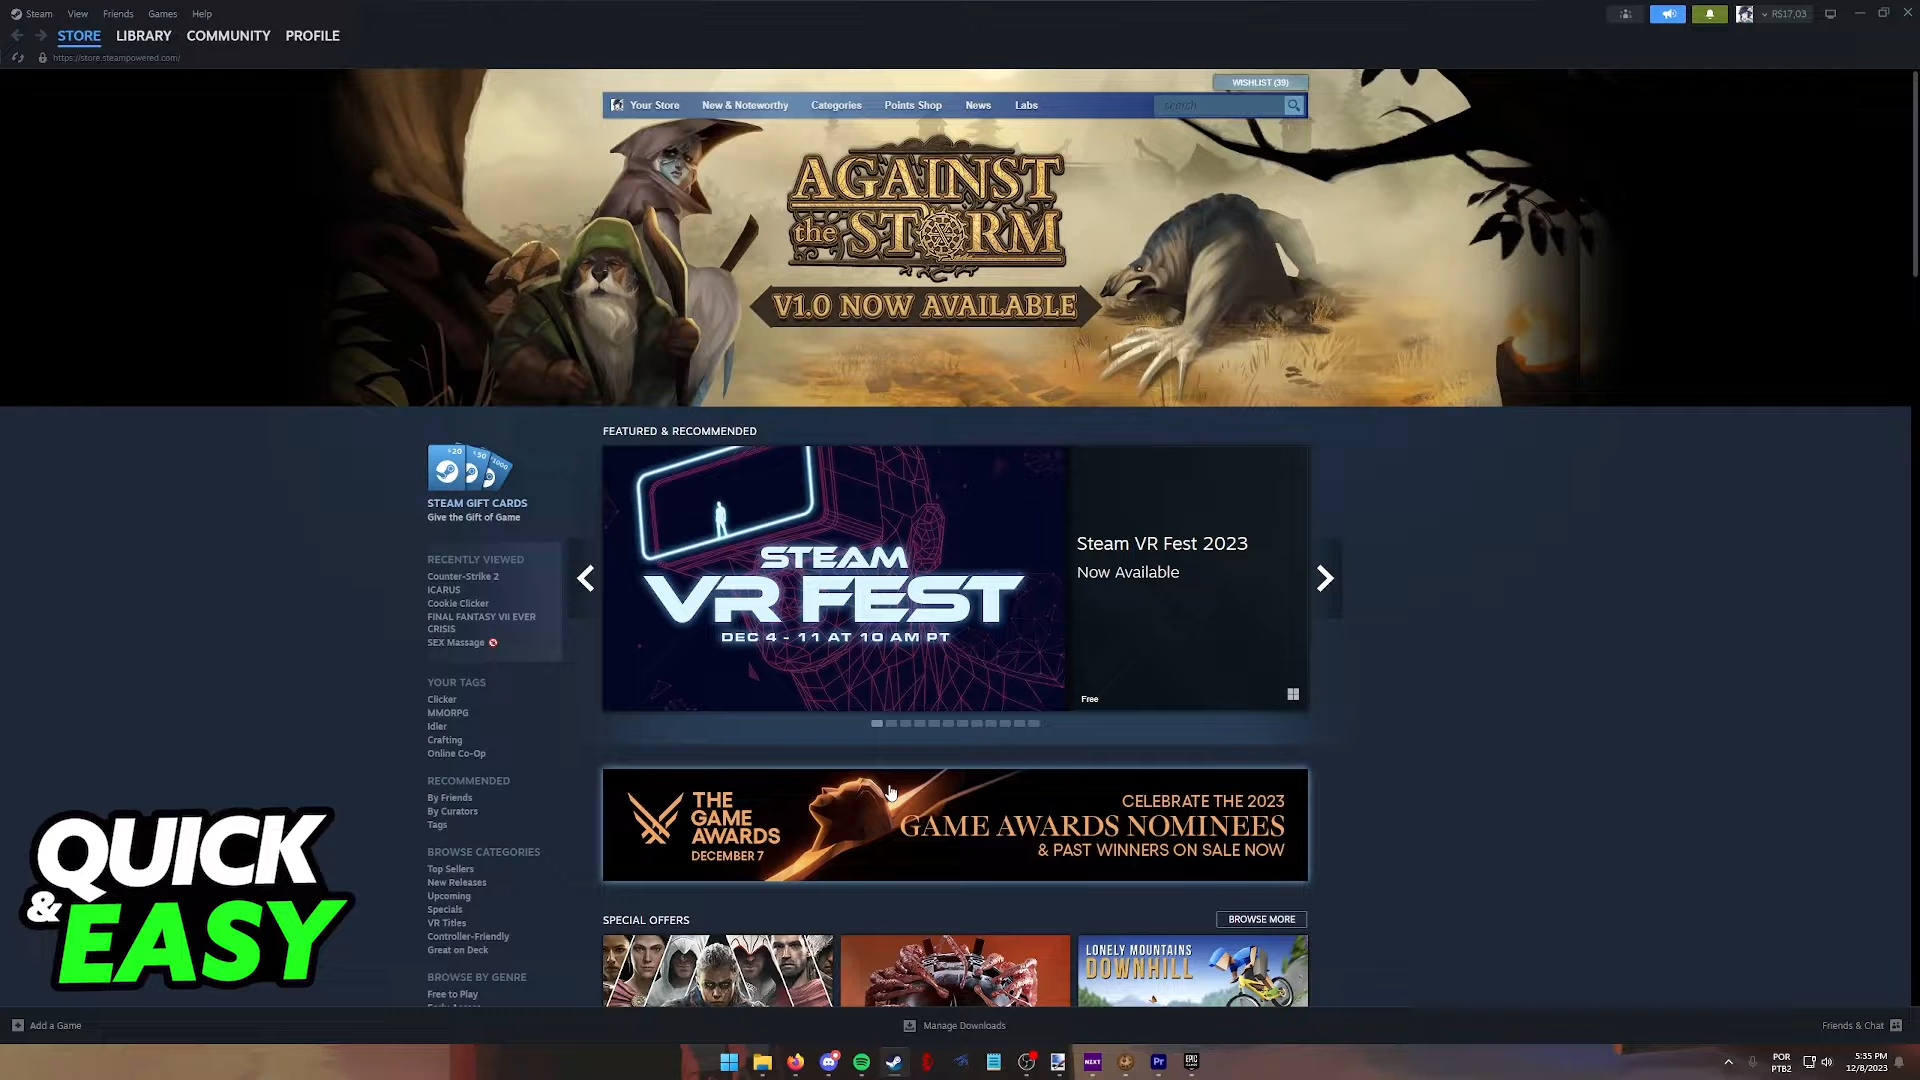 Steam View Friends Games Help
R$17,03
STORE LIBRARY COMMUNITY PROFILE
https://store.steampowered.com/
WISHLIST (39)
Your Store New & Noteworthy Categories Points Shop News Labs search
AGAINST
the STORM
V1.0 NOW AVAILABLE
FEATURED & RECOMMENDED
$20 $50 $1000
STEAM GIFT CARDS
Give the Gift of Game
RECENTLY VIEWED
Counter-Strike 2
ICARUS
Cookie Clicker
FINAL FANTASY VII EVER
CRISIS
SEX Massage
YOUR TAGS
Clicker
MMORPG
Idler
Crafting
Online Co-Op
RECOMMENDED
By Friends
By Curators
Tags
BROWSE CATEGORIES
Top Sellers
New Releases
Upcoming
Specials
VR Titles
Controller-Friendly
Great on Deck
BROWSE BY GENRE
Free to Play
STEAM
VR FEST
DEC 4 - 11 AT 10 AM PT
Steam VR Fest 2023
Now Available
Free
THE
GAME
AWARDS
DECEMBER 7
CELEBRATE THE 2023
GAME AWARDS NOMINEES
& PAST WINNERS ON SALE NOW
SPECIAL OFFERS
BROWSE MORE
LONELY MOUNTAINS
DOWNHILL
QUICK
& EASY
Add a Game
Manage Downloads
Friends & Chat
NEXT
Pr
EPIC
POR
PTB2
5:35 PM
12/8/2023